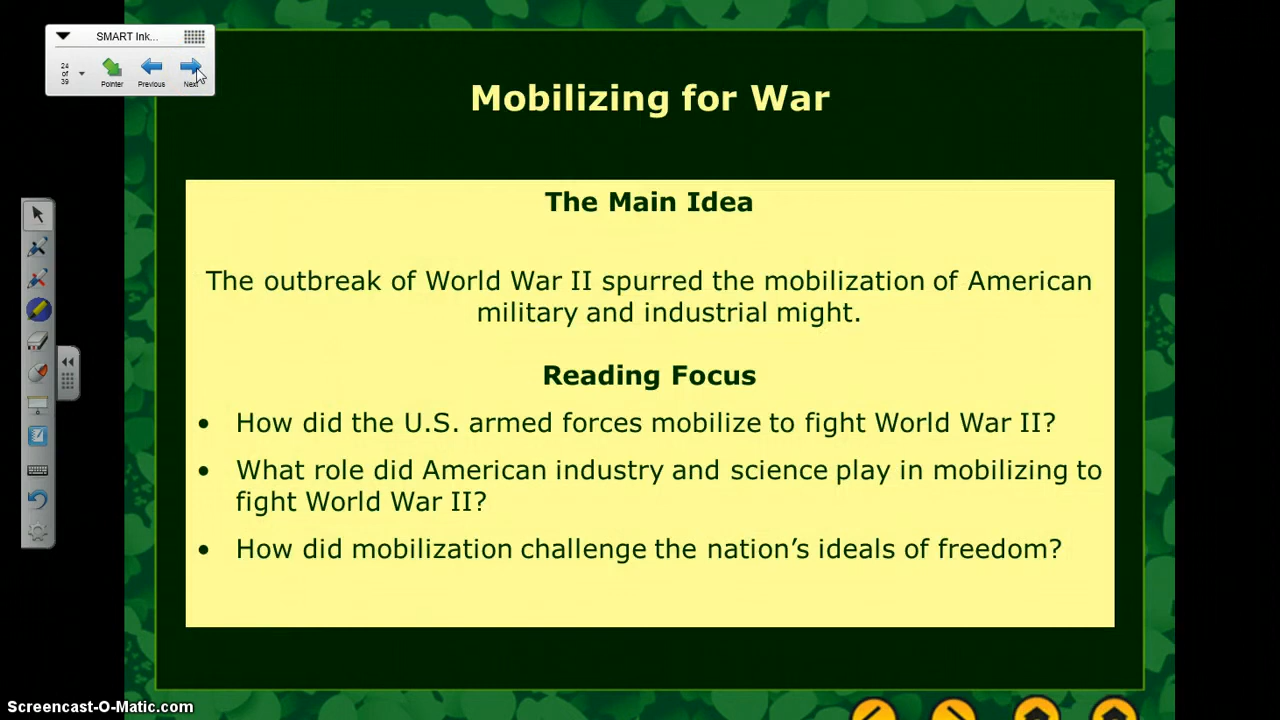 SMART Ink...
24
of
39
Pointer
Previous
Next
Mobilizing for War
The Main Idea
The outbreak of World War II spurred the mobilization of American
military and industrial might.
Reading Focus
• How did the U.S. armed forces mobilize to fight World War II?
• What role did American industry and science play in mobilizing to
fight World War II?
• How did mobilization challenge the nation’s ideals of freedom?
Screencast-O-Matic.com